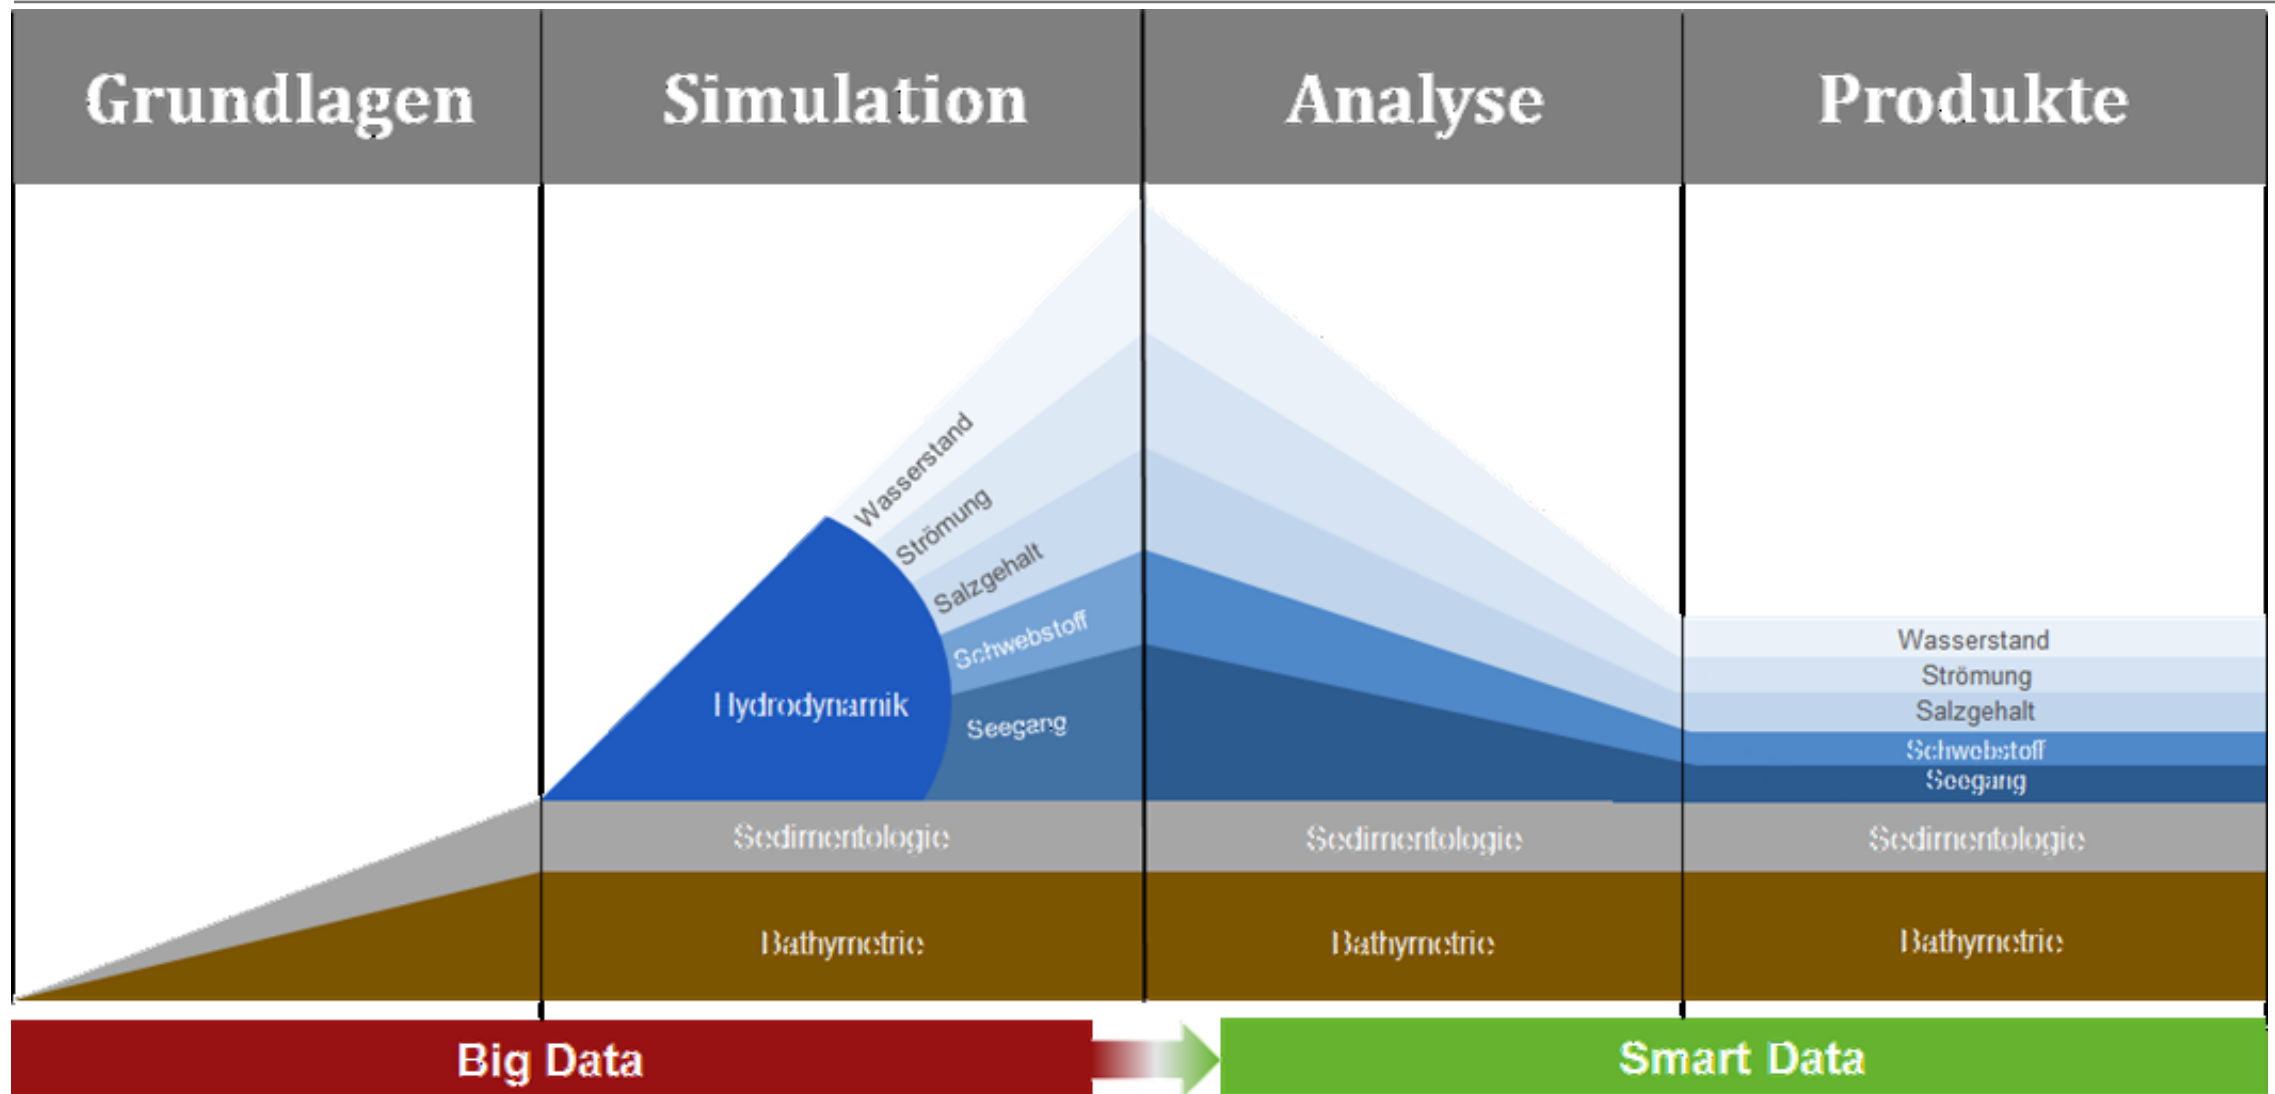 Grundlagen
Simulation
Analyse
Produkte
Wasserstand
Strömung
Salzgehalt
Schwebstoff
Seegang
Hydrodynamik
Wasserstand
Strömung
Salzgehalt
Schwebstoff
Seegang
Sedimentologie
Sedimentologie
Sedimentologie
Bathymetrie
Bathymetrie
Bathymetrie
Big Data
Smart Data